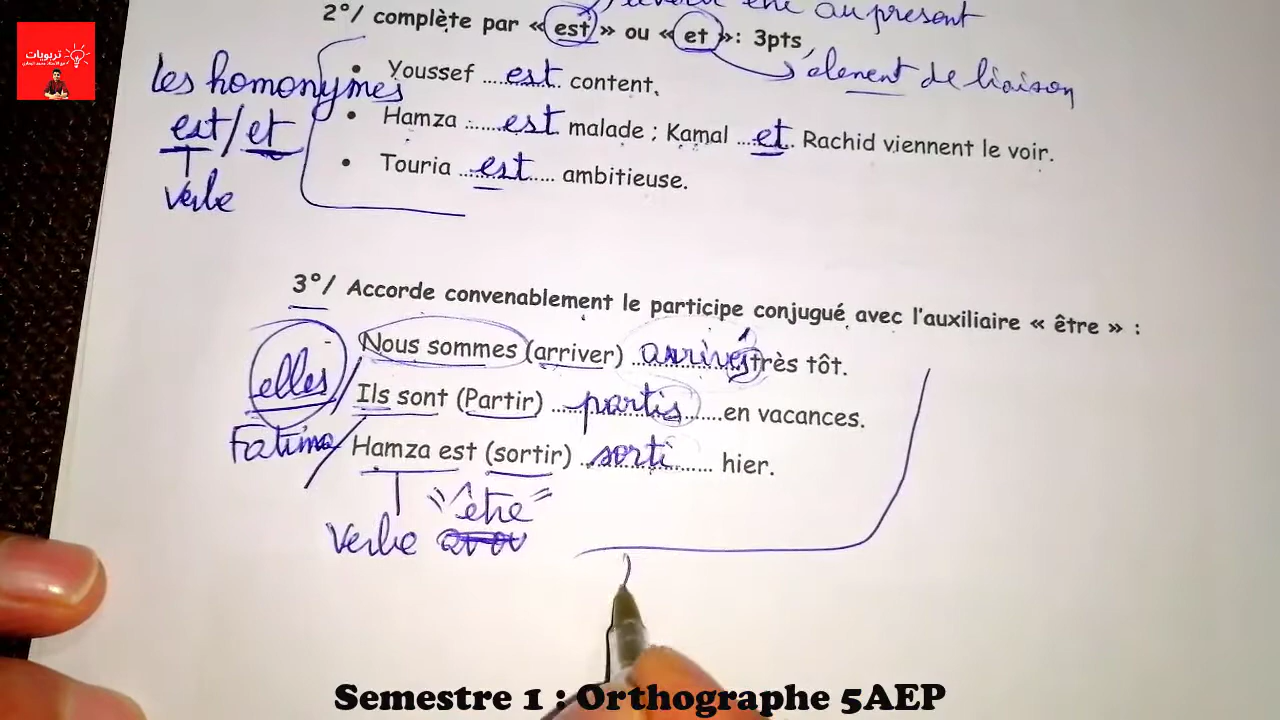 تربويات
être au présent
2°/ complète par « est » ou « et »: 3pts
élément de liaison
Les homonymes
est/et
Verbe
• Youssef ....est.... content.
• Hamza ......est malade ; Kamal ...et.. Rachid viennent le voir.
• Touria ...est...... ambitieuse.
3°/ Accorde convenablement le participe conjugué avec l'auxiliaire « être » :
Nous sommes (arriver) arrivés très tôt.
elles / Ils sont (Partir) ....partis......en vacances.
Fatima / Hamza est (sortir) ..sorti...... hier.
"être"
Verbe
Semestre 1 : Orthographe 5AEP